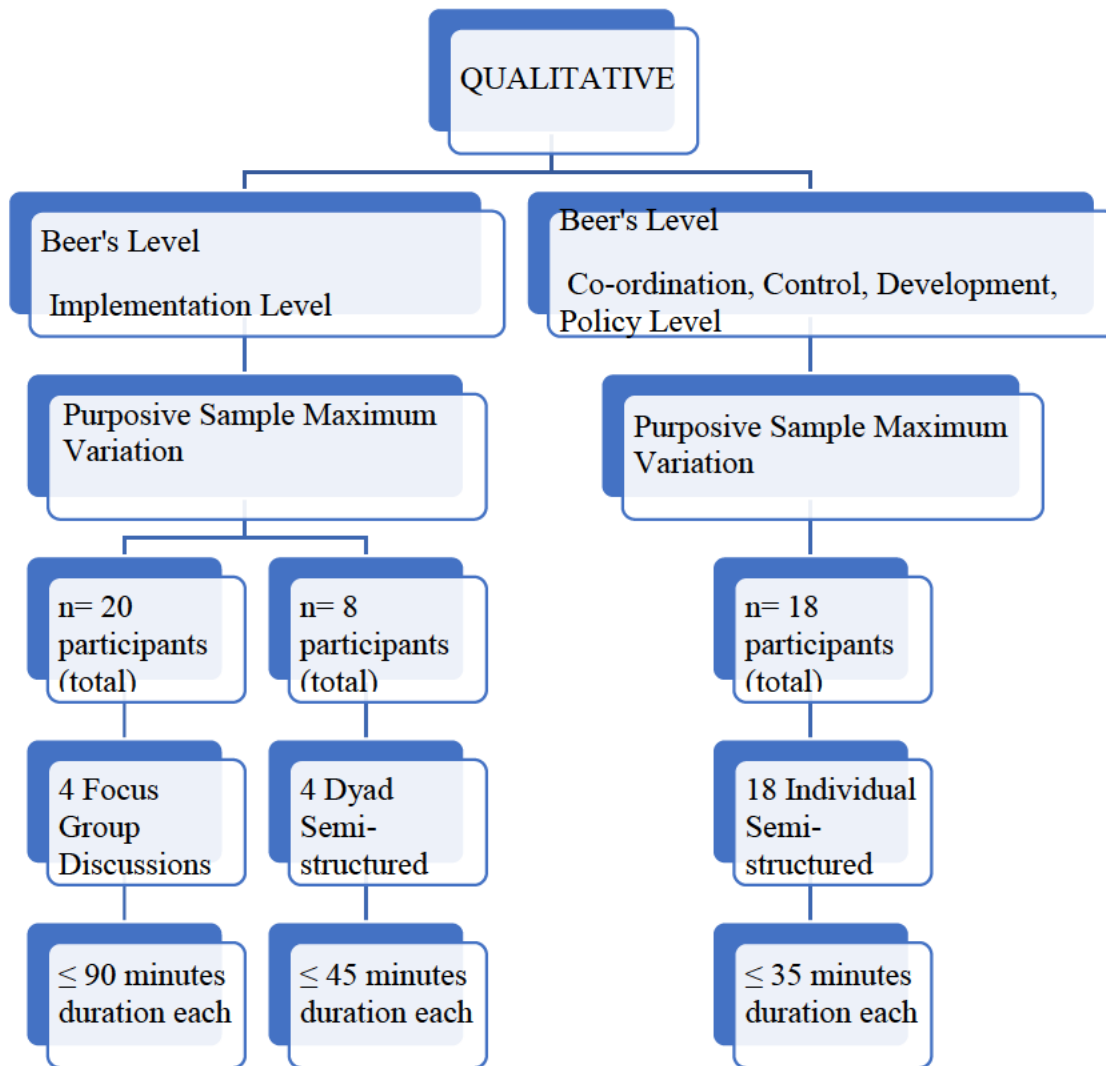 QUALITATIVE
Beer's Level
Implementation Level
Beer's Level
Co-ordination, Control, Development,
Policy Level
Purposive Sample Maximum
Variation
Purposive Sample Maximum
Variation
n= 20
participants
(total)
n= 8
participants
(total)
n= 18
participants
(total)
4 Focus
Group
Discussions
4 Dyad
Semi-
structured
18 Individual
Semi-
structured
≤ 90 minutes
duration each
≤ 45 minutes
duration each
≤ 35 minutes
duration each